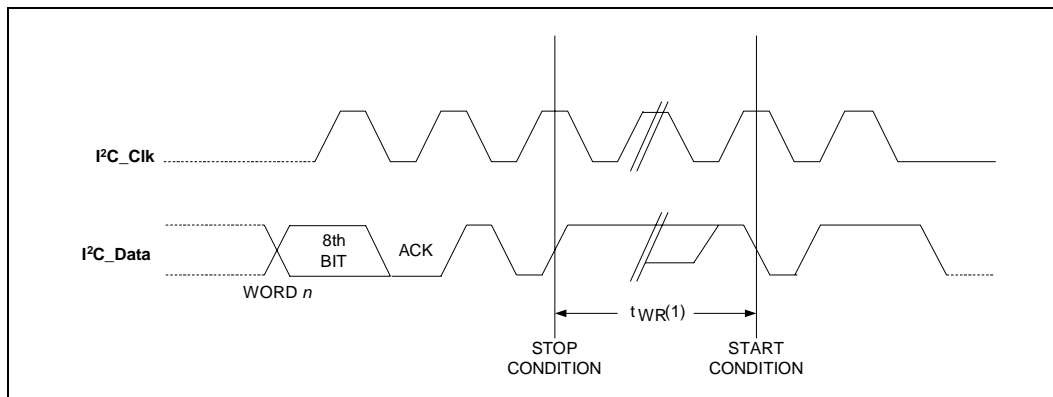 I²C_Clk
I²C_Data
8th
BIT
ACK
WORD n
tWR(1)
STOP
CONDITION
START
CONDITION